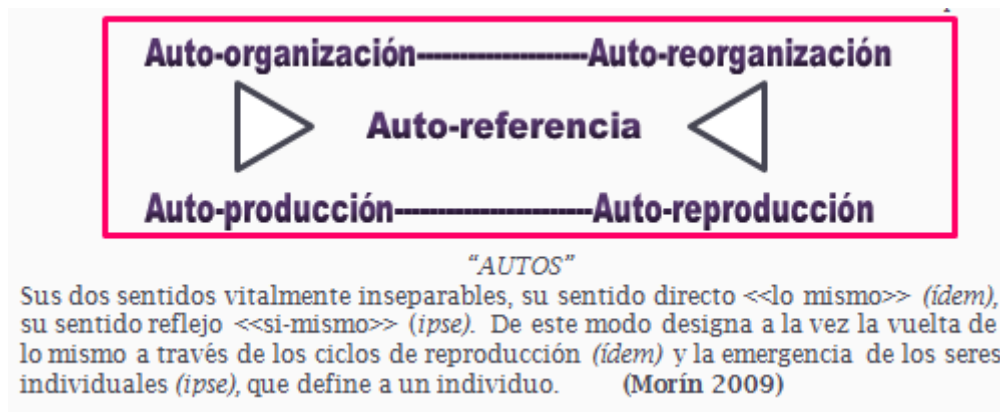 Auto-organización--------------------Auto-reorganización
Auto-referencia
Auto-producción-----------------------Auto-reproducción
“AUTOS”
Sus dos sentidos vitalmente inseparables, su sentido directo <<lo mismo>> (ídem),
su sentido reflejo <<si-mismo>> (ipse). De este modo designa a la vez la vuelta de
lo mismo a través de los ciclos de reproducción (ídem) y la emergencia de los seres
individuales (ipse), que define a un individuo. (Morín 2009)